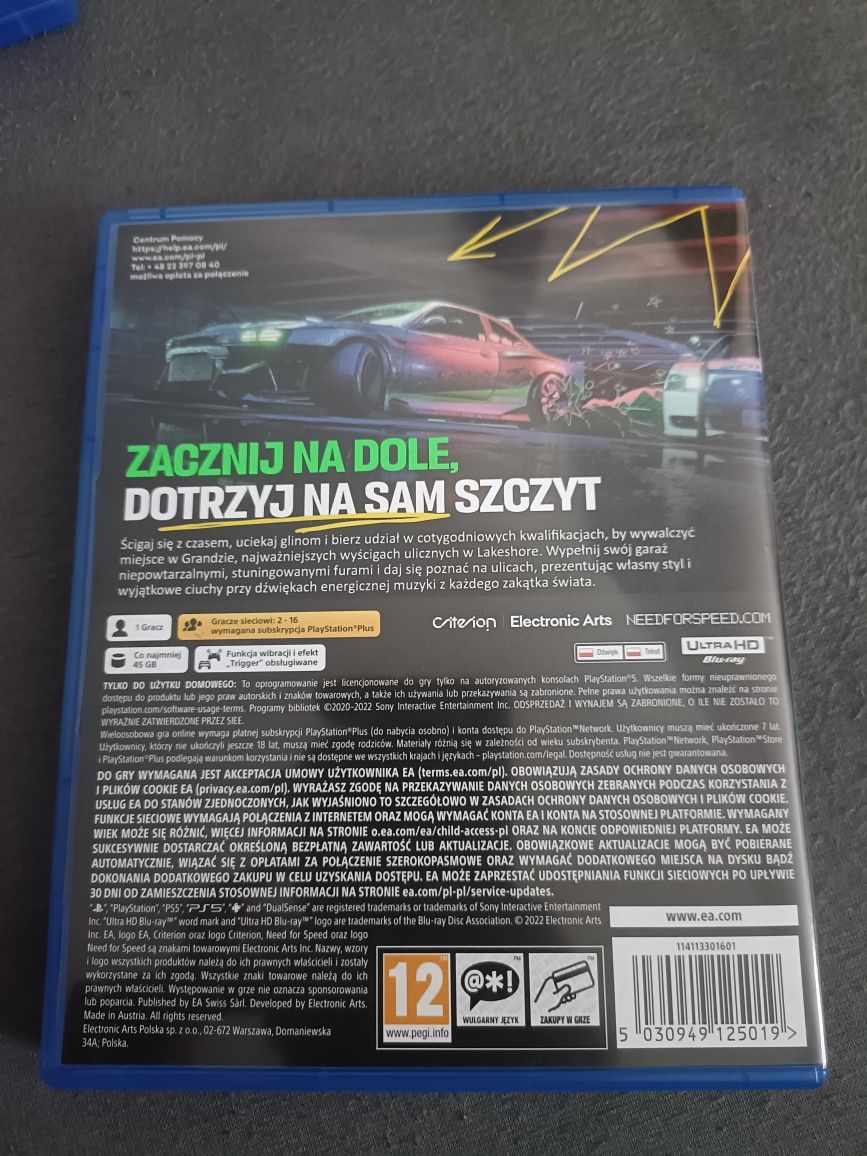 Centrum Pomocy
https://help.ea.com/pl/
www.ea.com/pl-pl
Tel: + 48 22 397 08 40
możliwa opłata za połączenie
ZACZNIJ NA DOLE,
DOTRZYJ NA SAM SZCZYT
Ścigaj się z czasem, uciekaj glinom i bierz udział w cotygodniowych kwalifikacjach, by wywalczyć
miejsce w Grandzie, najważniejszych wyścigach ulicznych w Lakeshore. Wypełnij swój garaż
niepowtarzalnymi, stuningowanymi furami i daj się poznać na ulicach, prezentując własny styl i
wyjątkowe ciuchy przy dźwiękach energicznej muzyki z każdego zakątka świata.
1 Gracz
Gracze sieciowi: 2 - 16
wymagana subskrypcja PlayStation®Plus
Criterion
Electronic Arts
NEEDFORSPEED.COM
Co najmniej
45 GB
Funkcja wibracji i efekt
„Trigger” obsługiwane
Dźwięk
Tekst
ULTRA HD
Blu-ray
TYLKO DO UŻYTKU DOMOWEGO: To oprogramowanie jest licencjonowane do gry tylko na autoryzowanych konsolach PlayStation®5. Wszelkie formy nieuprawnionego
dostępu do produktu lub jego praw autorskich i znaków towarowych, a także ich używania lub przekazywania są zabronione. Pełne prawa użytkowania można znaleźć na stronie
playstation.com/software-usage-terms. Programy bibliotek ©2020-2022 Sony Interactive Entertainment Inc. ODSPRZEDAŻ I WYNAJEM SĄ ZABRONIONE, O ILE NIE ZOSTAŁO TO
WYRAŹNIE ZATWIERDZONE PRZEZ SIEE.
Wieloosobowa gra online wymaga płatnej subskrypcji PlayStation®Plus (do nabycia osobno) i konta dostępu do PlayStation™Network. Użytkownicy muszą mieć ukończone 7 lat.
Użytkownicy, którzy nie ukończyli jeszcze 18 lat, muszą mieć zgodę rodziców. Materiały różnią się w zależności od wieku subskrybenta. PlayStation™Network, PlayStation™Store
i PlayStation®Plus podlegają warunkom korzystania i nie są dostępne we wszystkich krajach i językach - playstation.com/legal. Dostępność usług nie jest gwarantowana.
DO GRY WYMAGANA JEST AKCEPTACJA UMOWY UŻYTKOWNIKA EA (terms.ea.com/pl). OBOWIĄZUJĄ ZASADY OCHRONY DANYCH OSOBOWYCH
I PLIKÓW COOKIE EA (privacy.ea.com/pl). WYRAŻASZ ZGODĘ NA PRZEKAZYWANIE DANYCH OSOBOWYCH ZEBRANYCH PODCZAS KORZYSTANIA Z
USŁUG EA DO STANÓW ZJEDNOCZONYCH, JAK WYJAŚNIONO TO SZCZEGÓŁOWO W ZASADACH OCHRONY DANYCH OSOBOWYCH I PLIKÓW COOKIE.
FUNKCJE SIECIOWE WYMAGAJĄ POŁĄCZENIA Z INTERNETEM ORAZ MOGĄ WYMAGAĆ KONTA EA I KONTA NA STOSOWNEJ PLATFORMIE. WYMAGANY
WIEK MOŻE SIĘ RÓŻNIĆ, WIĘCEJ INFORMACJI NA STRONIE o.ea.com/ea/child-access-pl ORAZ NA KONCIE ODPOWIEDNIEJ PLATFORMY. EA MOŻE
SUKCESYWNIE DOSTARCZAĆ OKREŚLONĄ BEZPŁATNĄ ZAWARTOŚĆ LUB AKTUALIZACJE. OBOWIĄZKOWE AKTUALIZACJE MOGĄ BYĆ POBIERANE
AUTOMATYCZNIE, WIĄZAĆ SIĘ Z OPŁATAMI ZA POŁĄCZENIE SZEROKOPASMOWE ORAZ WYMAGAĆ DODATKOWEGO MIEJSCA NA DYSKU BĄDŹ
DOKONANIA DODATKOWEGO ZAKUPU W CELU UZYSKANIA DOSTĘPU. EA MOŻE ZAPRZESTAĆ UDOSTĘPNIANIA FUNKCJI SIECIOWYCH PO UPŁYWIE
30 DNI OD ZAMIESZCZENIA STOSOWNEJ INFORMACJI NA STRONIE ea.com/pl-pl/service-updates.
"PlayStation", "PS5", "PS5", and "DualSense" are registered trademarks or trademarks of Sony Interactive Entertainment
Inc. "Ultra HD Blu-ray™" word mark and "Ultra HD Blu-ray™" logo are trademarks of the Blu-ray Disc Association. © 2022 Electronic Arts
Inc. EA, logo EA, Criterion oraz logo Criterion, Need for Speed oraz logo
Need for Speed są znakami towarowymi Electronic Arts Inc. Nazwy, wzory
i logo wszystkich produktów należą do ich prawnych właścicieli i zostały
wykorzystane za ich zgodą. Wszystkie znaki towarowe należą do ich
prawnych właścicieli. Występowanie w grze nie oznacza sponsorowania
lub poparcia. Published by EA Swiss Sàrl. Developed by Electronic Arts.
Made in Austria. All rights reserved.
Electronic Arts Polska sp. z o.o., 02-672 Warszawa, Domaniewska
34A; Polska.
12
www.pegi.info
@*!
WULGARNY JĘZYK
ZAKUPY W GRZE
www.ea.com
114113301601
5 030949 125019 >